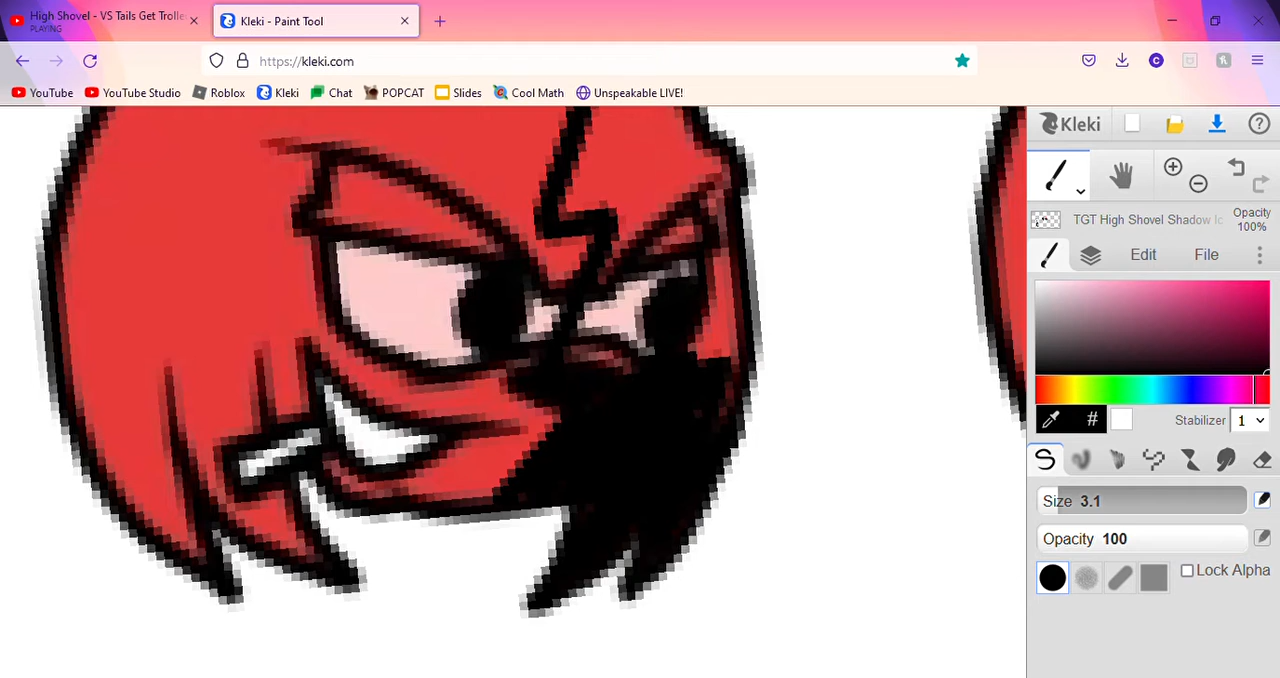 High Shovel - VS Tails Get Trolle
PLAYING
Kleki - Paint Tool
https://kleki.com
YouTube YouTube Studio Roblox Kleki Chat POPCAT Slides Cool Math Unspeakable LIVE!
Kleki
TGT High Shovel Shadow Ic
Opacity
100%
Edit File
# Stabilizer 1
Size 3.1
Opacity 100
Lock Alpha